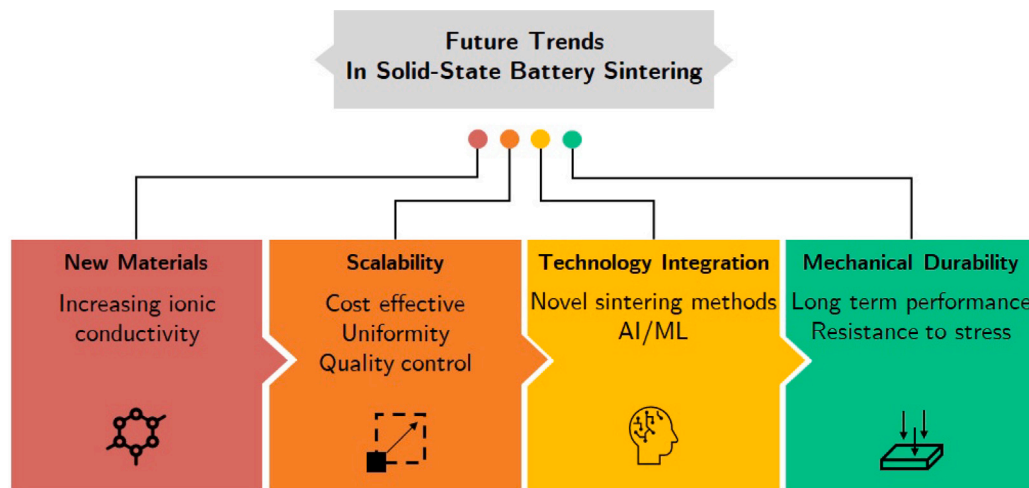 Future Trends
In Solid-State Battery Sintering
New Materials
Increasing ionic
conductivity
Scalability
Cost effective
Uniformity
Quality control
Technology Integration
Novel sintering methods
AI/ML
Mechanical Durability
Long term performance
Resistance to stress